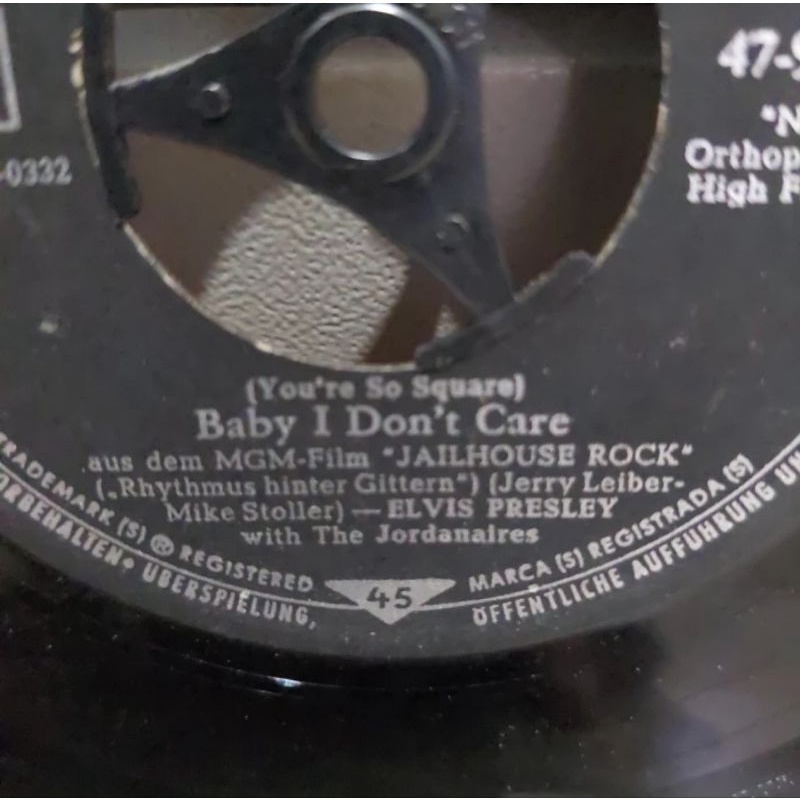 47-
-0332
Orthop
High F
(You're So Square)
Baby I Don't Care
aus dem MGM-Film "JAILHOUSE ROCK"
(„Rhythmus hinter Gittern") (Jerry Leiber-
Mike Stoller) — ELVIS PRESLEY
with The Jordanaires
TRADEMARK (S) ® REGISTERED
45
MARCA (S) REGISTRADA (S)
ORBEHALTEN • ÜBERSPIELUNG,
ÖFFENTLICHE AUFFÜHRUNG UN